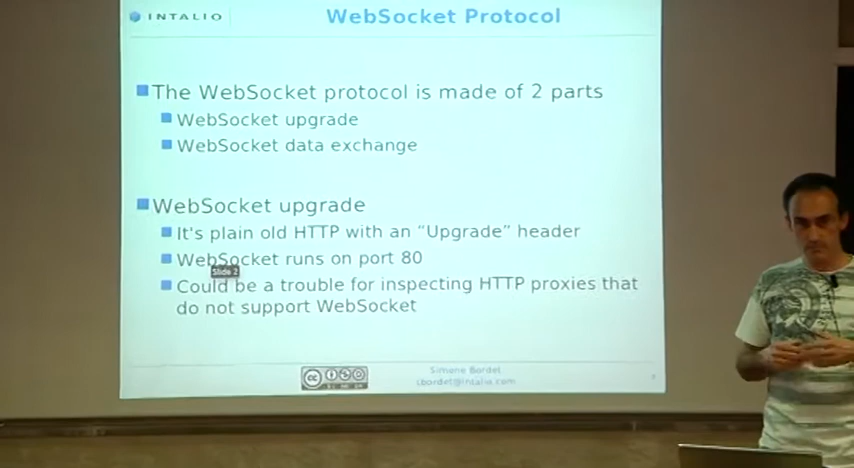 INTALIO
WebSocket Protocol
The WebSocket protocol is made of 2 parts
WebSocket upgrade
WebSocket data exchange
WebSocket upgrade
It's plain old HTTP with an “Upgrade” header
WebSocket runs on port 80
Slide 2
Could be a trouble for inspecting HTTP proxies that
do not support WebSocket
cc
Simone Bordet
sbordet@intalio.com